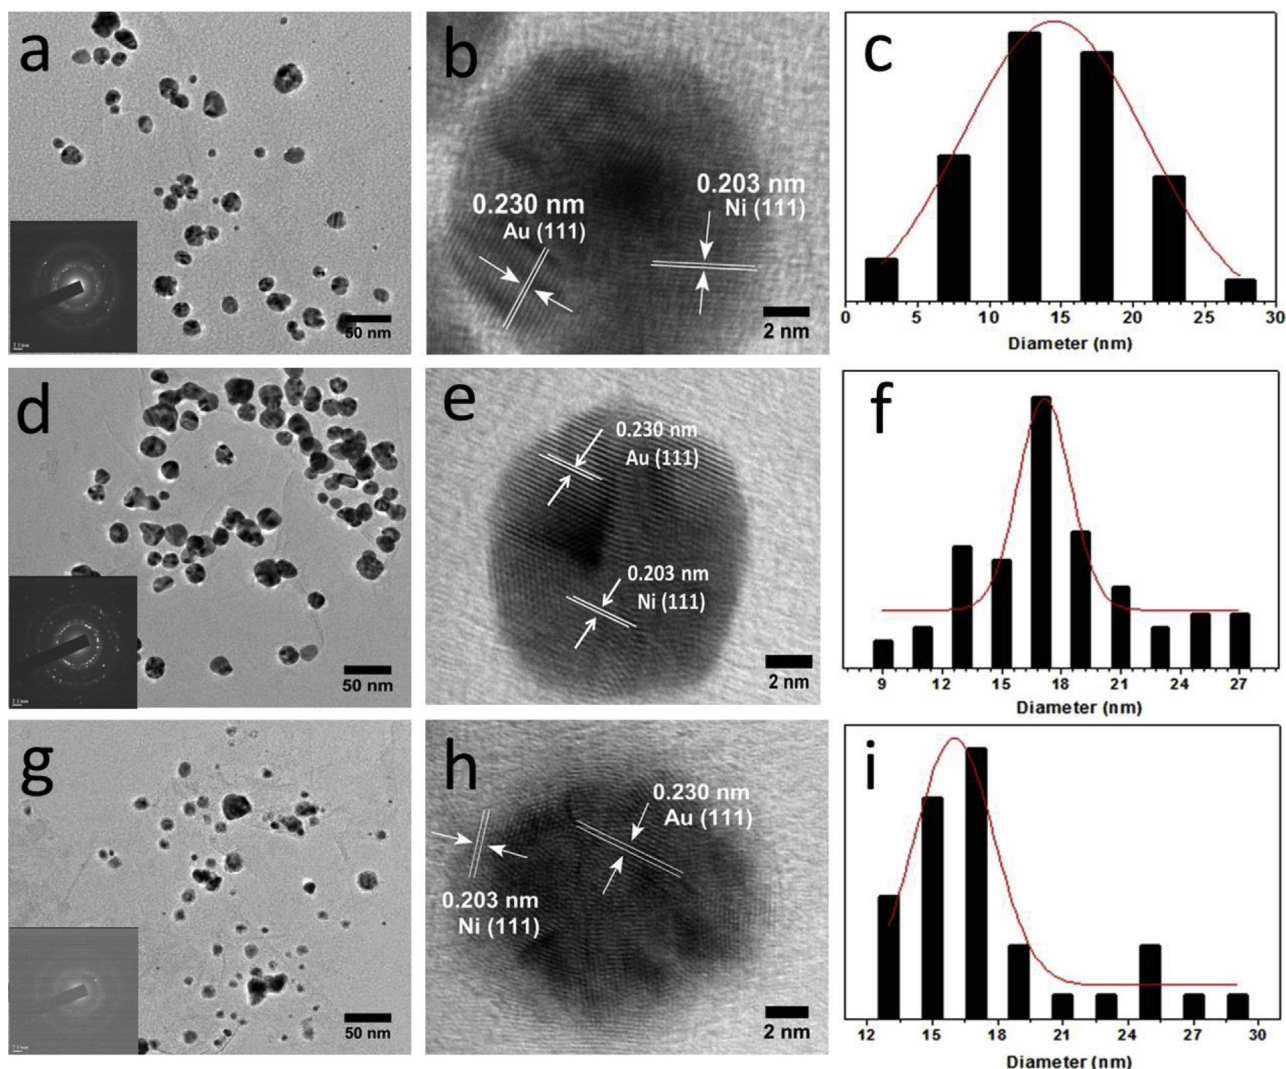 a
50 nm
b
0.230 nm
Au (111)
0.203 nm
Ni (111)
2 nm
c
0 5 10 15 20 25 30
Diameter (nm)
d
50 nm
e
0.230 nm
Au (111)
0.203 nm
Ni (111)
2 nm
f
9 12 15 18 21 24 27
Diameter (nm)
g
50 nm
h
0.230 nm
Au (111)
0.203 nm
Ni (111)
2 nm
i
12 15 18 21 24 27 30
Diameter (nm)